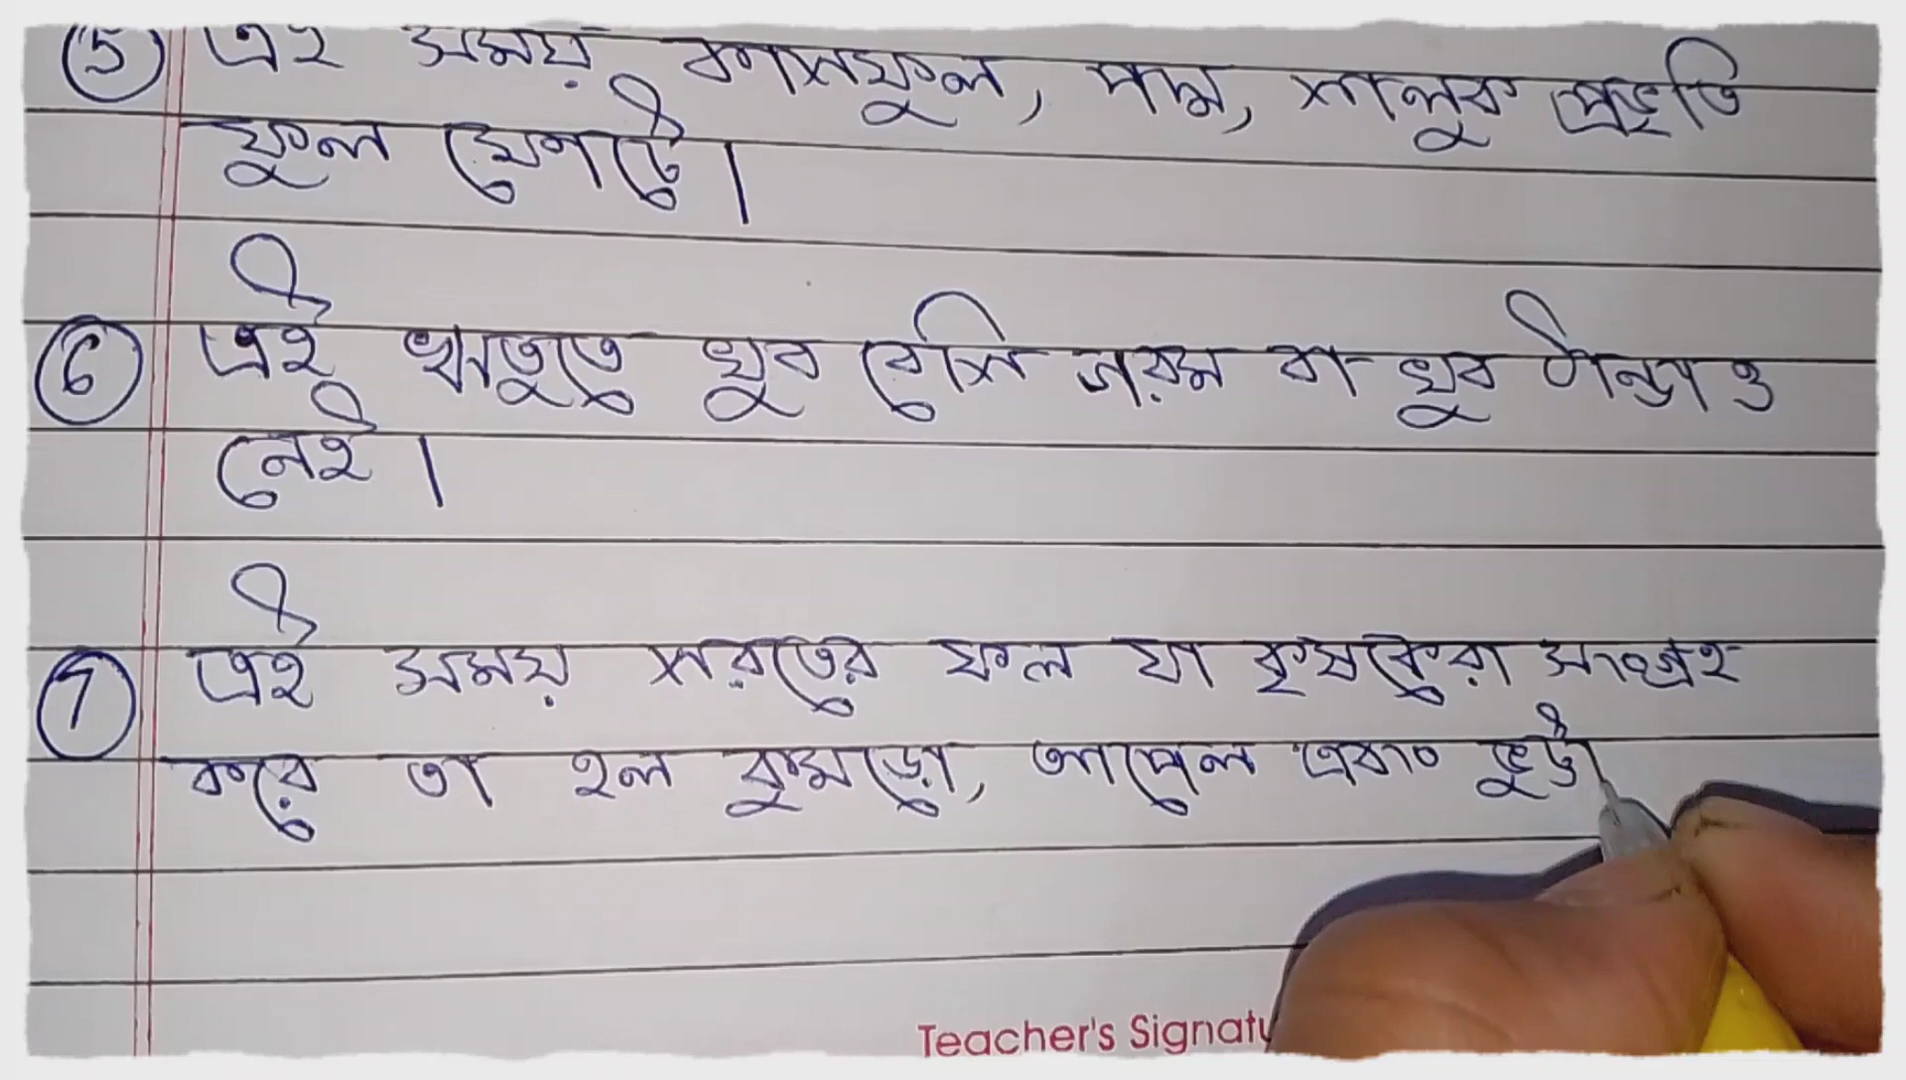 ⑤ এই সময় কাশফুল, পদ্ম, শালুক প্রভৃতি
ফুল ফোটে।
⑥ এই ঋতুতে খুব বেশি গরম বা খুব ঠান্ডাও
নেই।
⑦ এই সময় শরতের ফল যা কৃষকেরা সংগ্রহ
করে তা হল কুমড়ো, আপেল এবং ভুট্টা
Teacher's Signatu